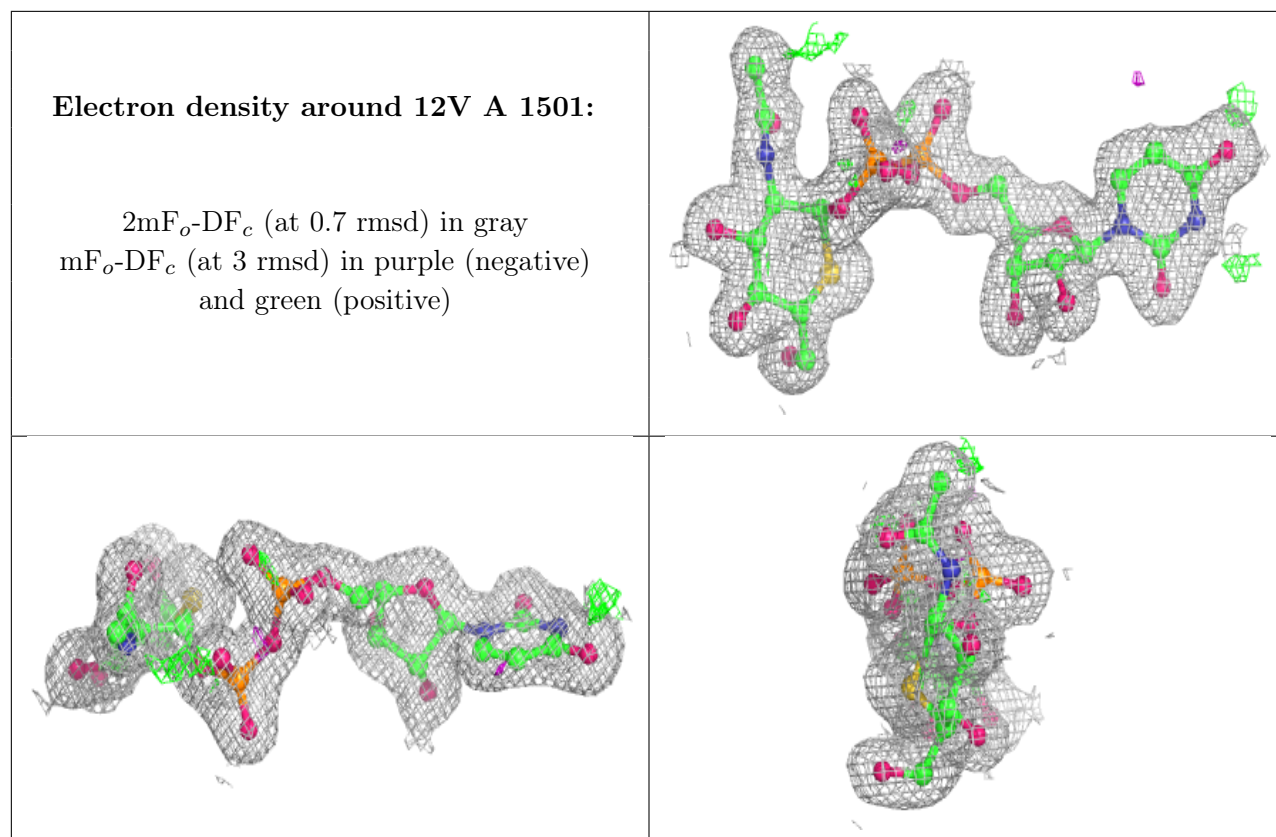 Electron density around 12V A 1501:
2mFo-DFc (at 0.7 rmsd) in gray
mFo-DFc (at 3 rmsd) in purple (negative)
and green (positive)